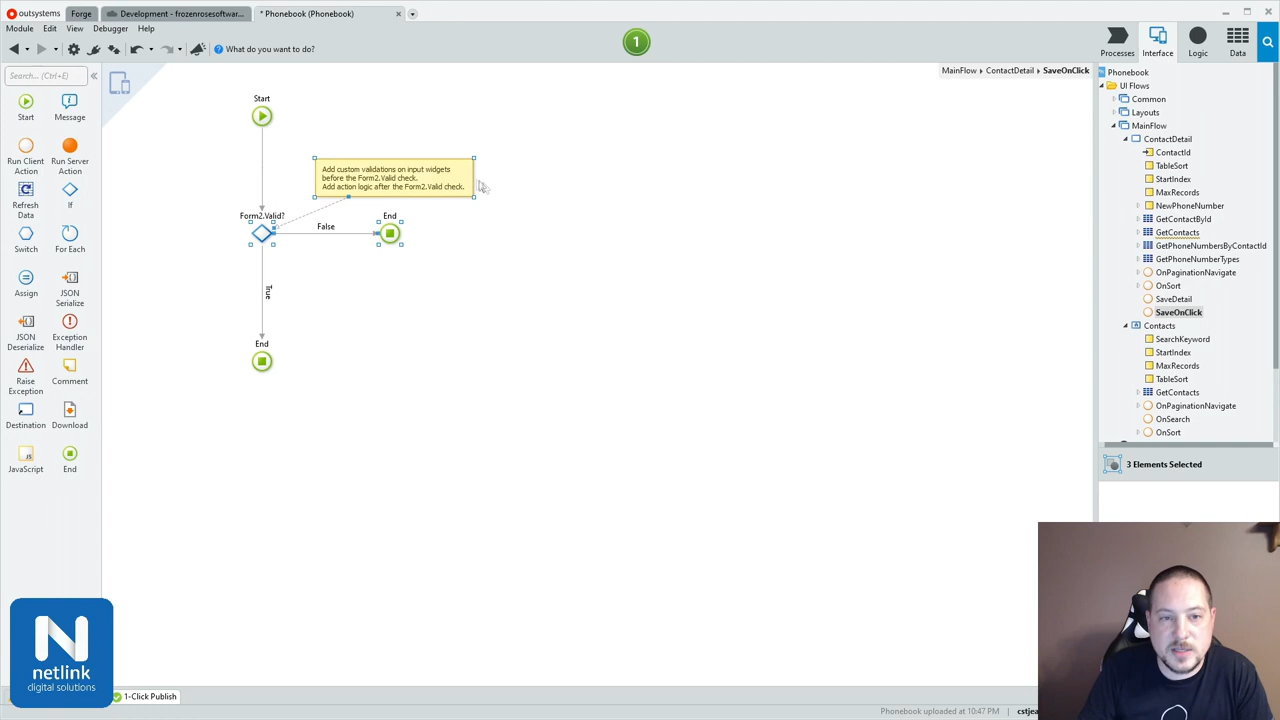 outsystems
Forge
Development - frozenrosesoftwar...
* Phonebook (Phonebook)
Module
Edit
View
Debugger
Help
What do you want to do?
1
Processes
Interface
Logic
Data
Search... (Ctrl+E)
MainFlow
ContactDetail
SaveOnClick
Start
Message
Run Client
Action
Run Server
Action
Refresh
Data
If
Switch
For Each
Assign
JSON
Serialize
JSON
Deserialize
Exception
Handler
Raise
Exception
Comment
Destination
Download
JavaScript
End
Start
Add custom validations on input widgets
before the Form2.Valid check.
Add action logic after the Form2.Valid check.
Form2.Valid?
False
End
True
End
Phonebook
UI Flows
Common
Layouts
MainFlow
ContactDetail
ContactId
TableSort
StartIndex
MaxRecords
NewPhoneNumber
GetContactById
GetContacts
GetPhoneNumbersByContactId
GetPhoneNumberTypes
OnPaginationNavigate
OnSort
SaveDetail
SaveOnClick
Contacts
SearchKeyword
StartIndex
MaxRecords
TableSort
GetContacts
OnPaginationNavigate
OnSearch
OnSort
3 Elements Selected
N
netlink
digital solutions
1-Click Publish
Phonebook uploaded at 10:47 PM